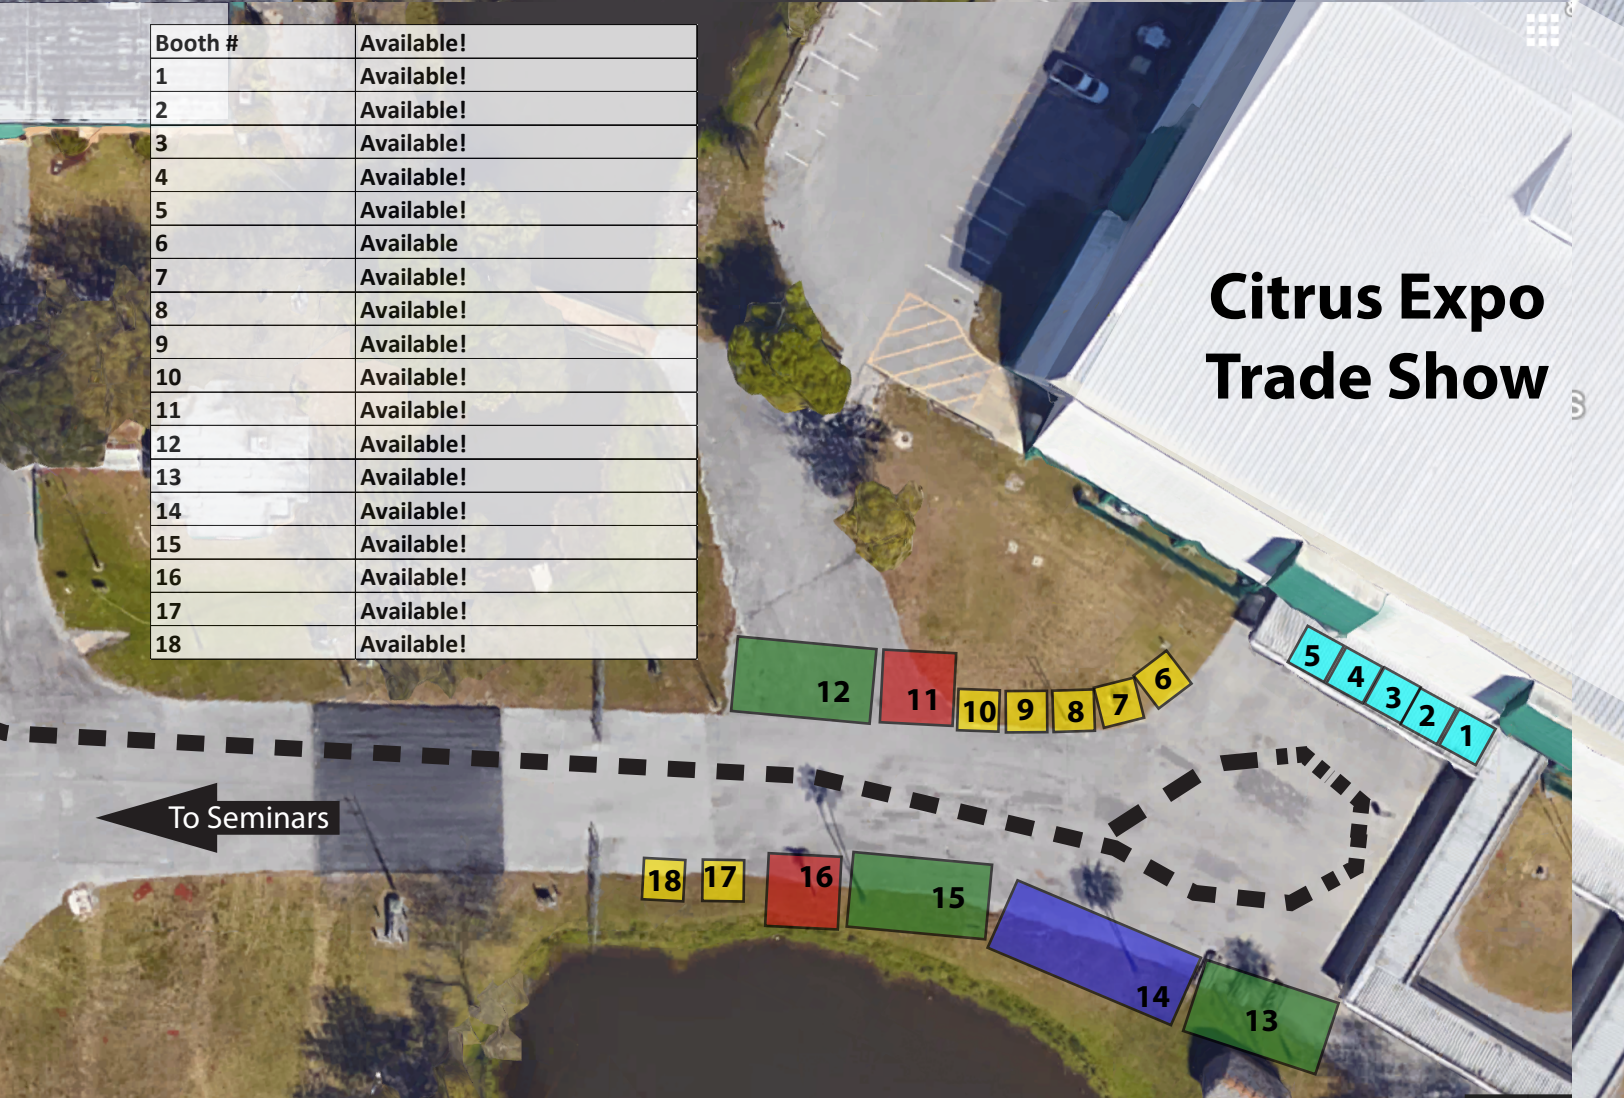 Booth # Available!
1 Available!
2 Available!
3 Available!
4 Available!
5 Available!
6 Available
7 Available!
8 Available!
9 Available!
10 Available!
11 Available!
12 Available!
13 Available!
14 Available!
15 Available!
16 Available!
17 Available!
18 Available!
Citrus Expo
Trade Show
S
5
4
3
2
1
12
11
10
9
8
7
6
To Seminars
18
17
16
15
14
13